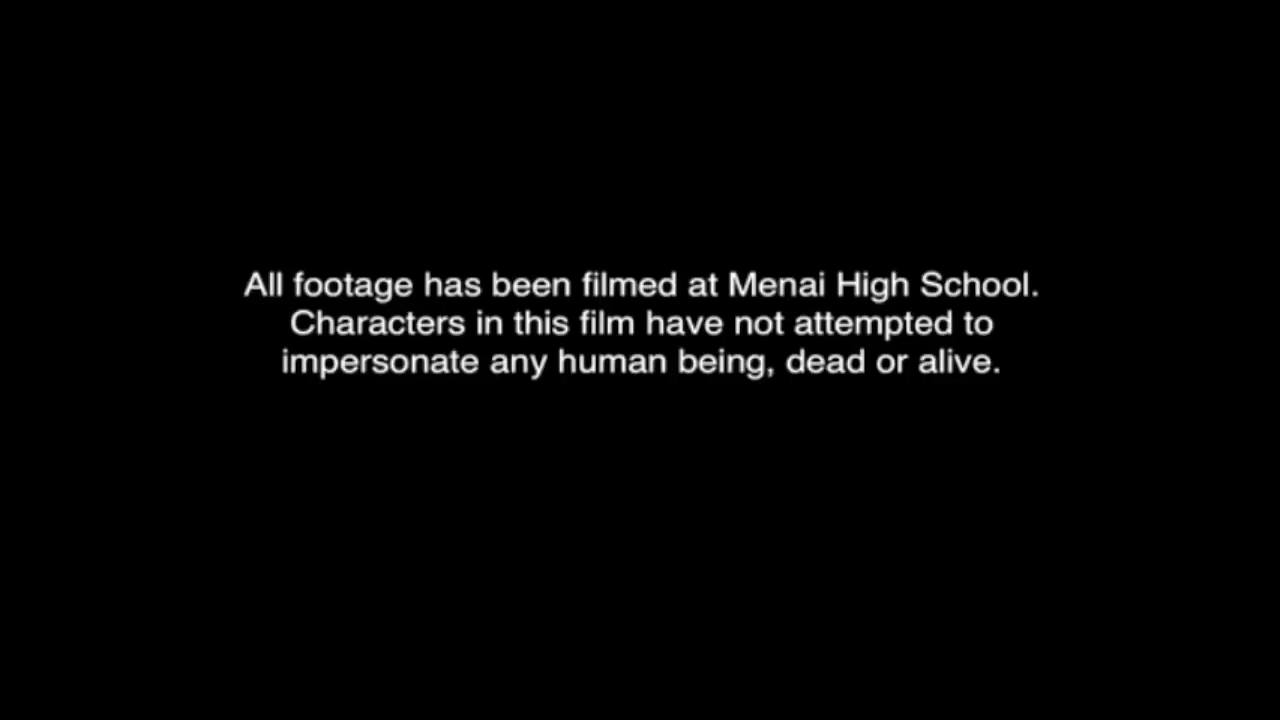 All footage has been filmed at Menai High School.
Characters in this film have not attempted to
impersonate any human being, dead or alive.